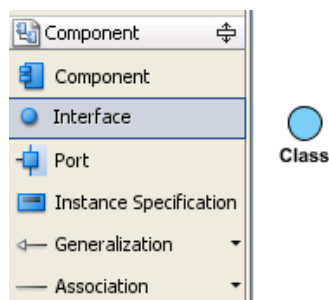 Component
Component
Interface
Port
Class
Instance Specification
Generalization
Association